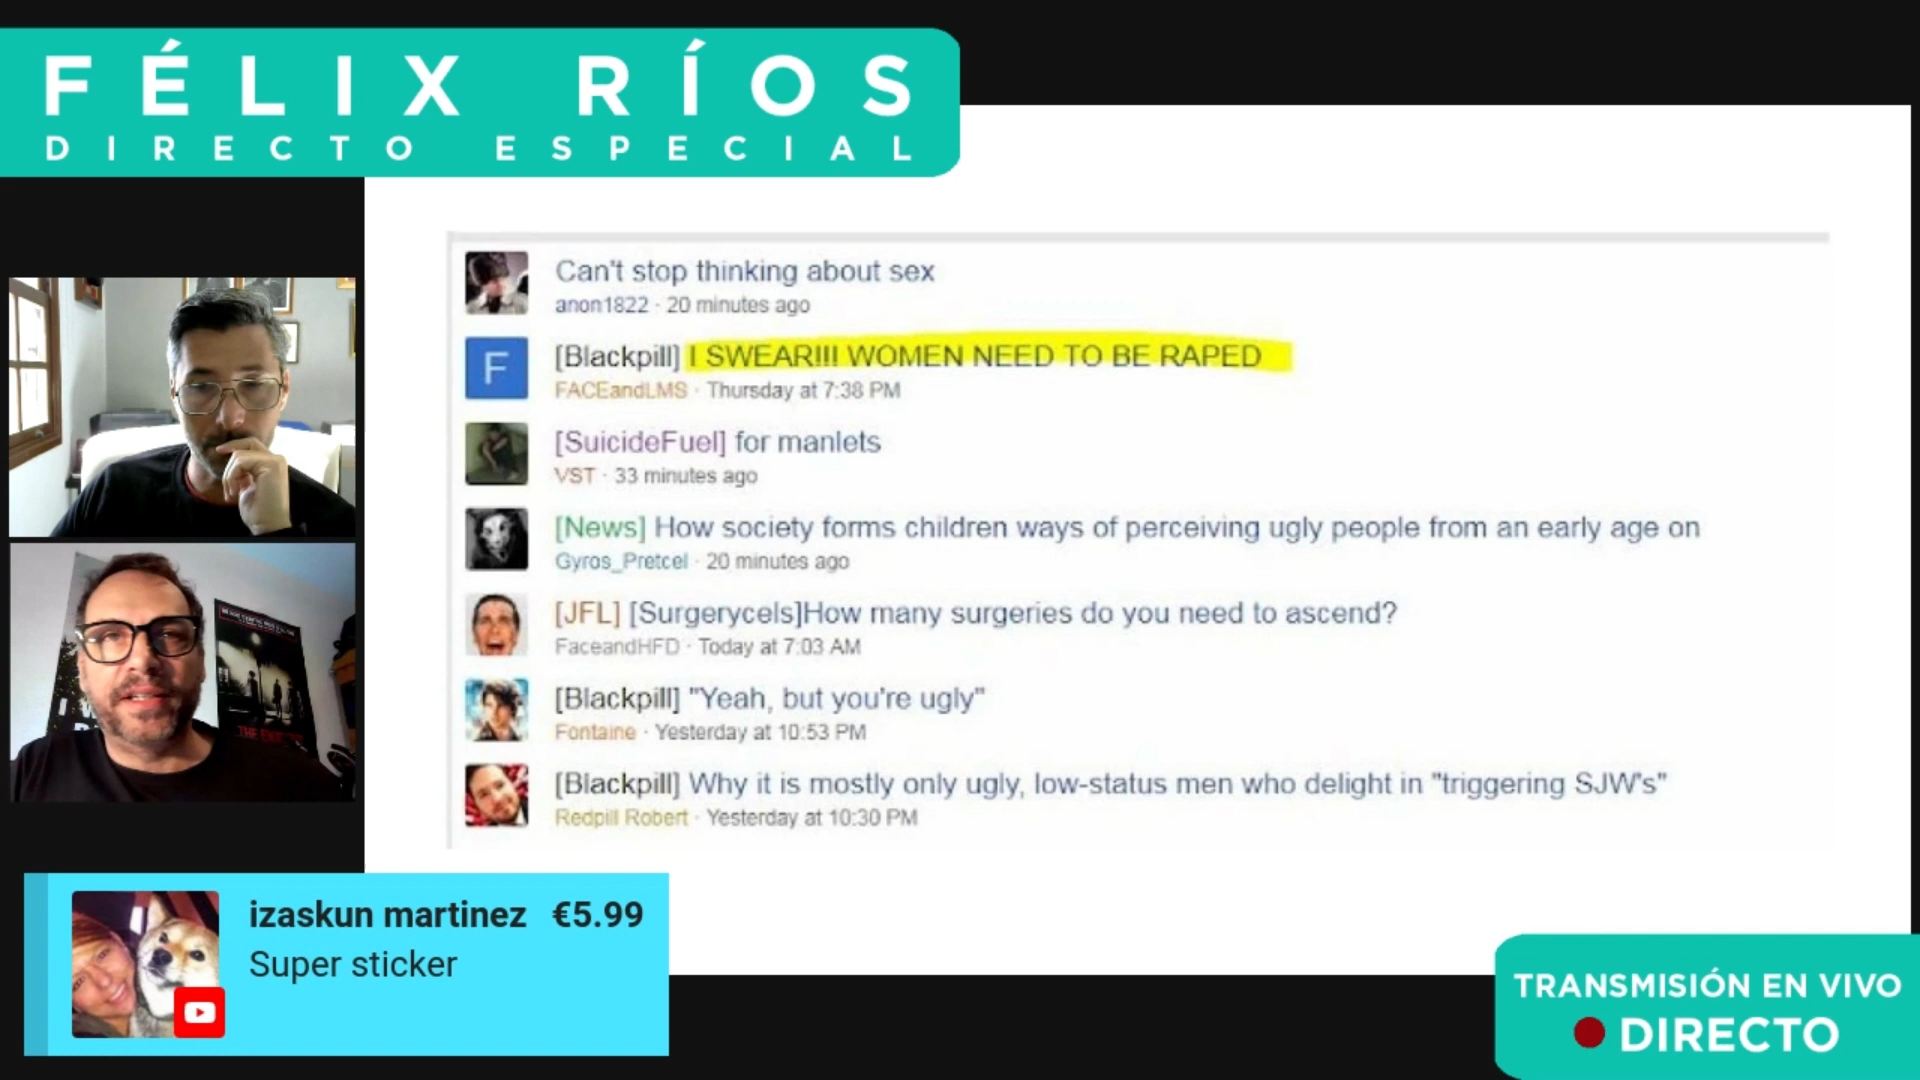 FÉLIX RÍOS
DIRECTO ESPECIAL
Can't stop thinking about sex
anon1822 · 20 minutes ago
F
[Blackpill] I SWEAR!!! WOMEN NEED TO BE RAPED
FACEandLMS · Thursday at 7:38 PM
[SuicideFuel] for manlets
VST · 33 minutes ago
[News] How society forms children ways of perceiving ugly people from an early age on
Gyros_Pretcel · 20 minutes ago
[JFL] [Surgerycels]How many surgeries do you need to ascend?
FaceandHFD · Today at 7:03 AM
[Blackpill] "Yeah, but you're ugly"
Fontaine · Yesterday at 10:53 PM
[Blackpill] Why it is mostly only ugly, low-status men who delight in "triggering SJW's"
Redpill Robert · Yesterday at 10:30 PM
izaskun martinez €5.99
Super sticker
TRANSMISIÓN EN VIVO
DIRECTO